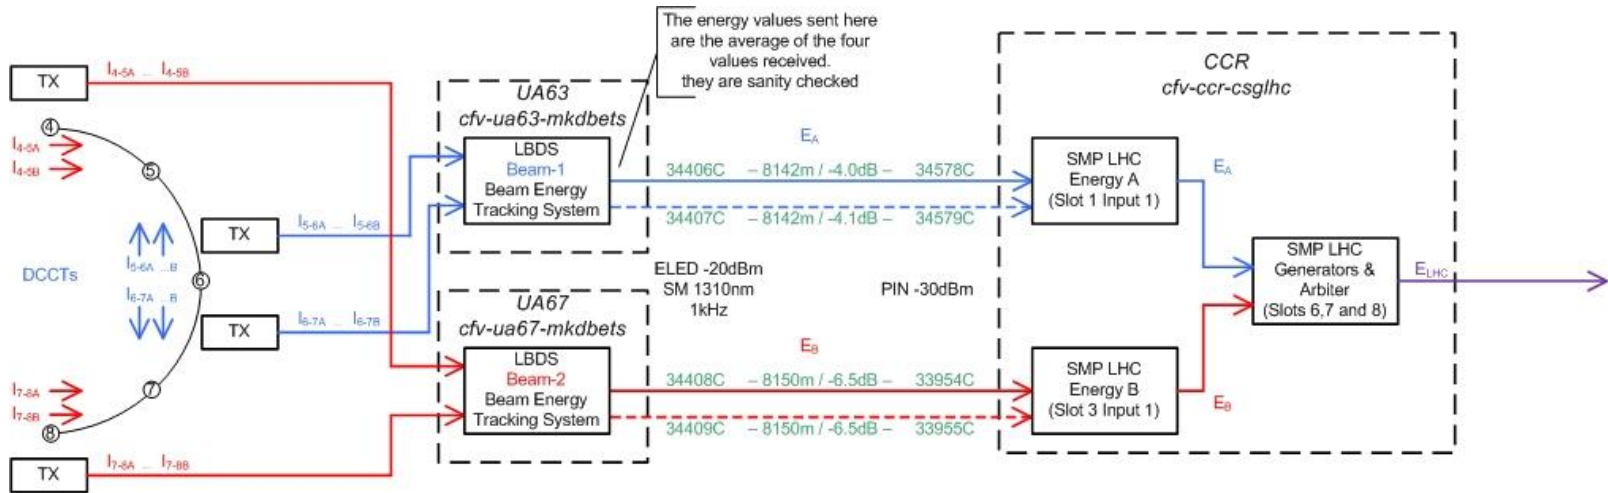 The energy values sent here
are the average of the four
values received.
they are sanity checked
TX
I4-5A ... I4-5B
4
I4-5A
I4-5B
5
TX
I5-6A ... I5-6B
DCCTs
I5-6A ...B
6
I6-7A ...B
TX
I6-7A ... I6-7B
7
I7-8A
I7-8B
8
TX
I7-8A ... I7-8B
UA63
cfv-ua63-mkdbets
LBDS
Beam-1
Beam Energy
Tracking System
UA67
cfv-ua67-mkdbets
LBDS
Beam-2
Beam Energy
Tracking System
EA
34406C – 8142m / -4.0dB – 34578C
34407C – 8142m / -4.1dB – 34579C
ELED -20dBm
SM 1310nm
1kHz
PIN -30dBm
EB
34408C – 8150m / -6.5dB – 33954C
34409C – 8150m / -6.5dB – 33955C
CCR
cfv-ccr-csglhc
SMP LHC
Energy A
(Slot 1 Input 1)
EA
SMP LHC
Generators &
Arbiter
(Slots 6,7 and 8)
ELHC
SMP LHC
Energy B
(Slot 3 Input 1)
EB